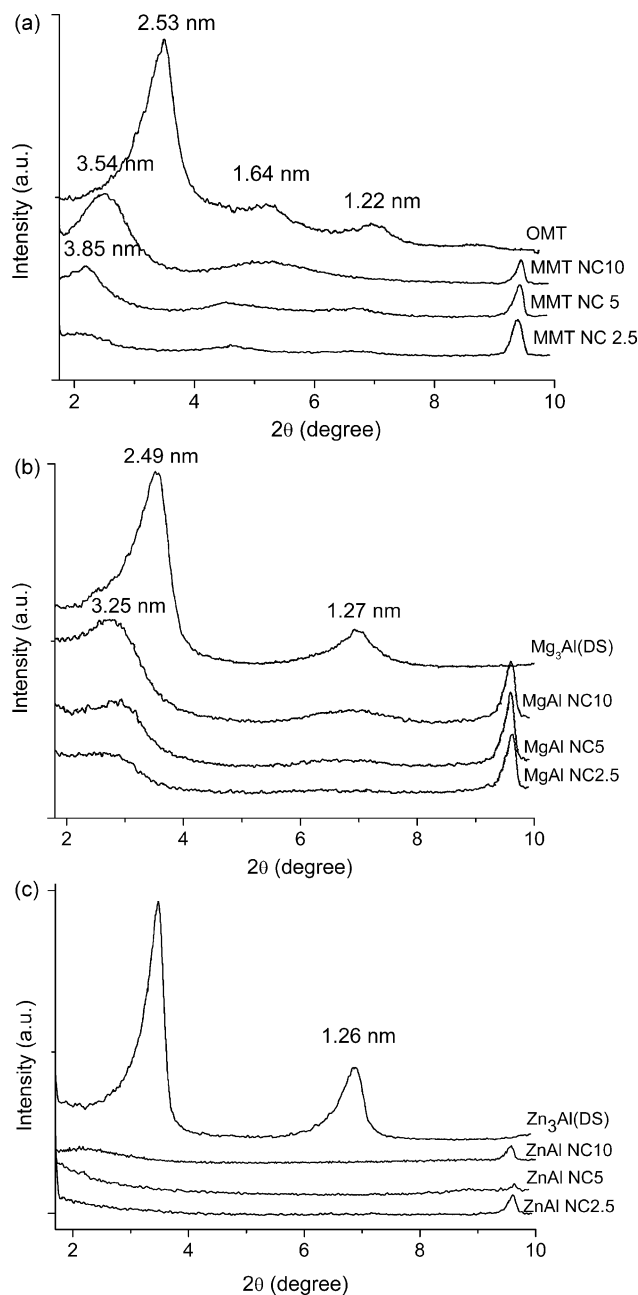 (a)
2.53 nm
3.54 nm
1.64 nm
1.22 nm
3.85 nm
OMT
MMT NC10
MMT NC 5
MMT NC 2.5
Intensity (a.u.)
2 4 6 8 10
2θ (degree)
(b)
2.49 nm
3.25 nm
1.27 nm
Mg₃Al(DS)
MgAl NC10
MgAl NC5
MgAl NC2.5
Intensity (a.u.)
2 4 6 8 10
2θ (degree)
(c)
1.26 nm
Zn₃Al(DS)
ZnAl NC10
ZnAl NC5
ZnAl NC2.5
Intensity (a.u.)
2 4 6 8 10
2θ (degree)